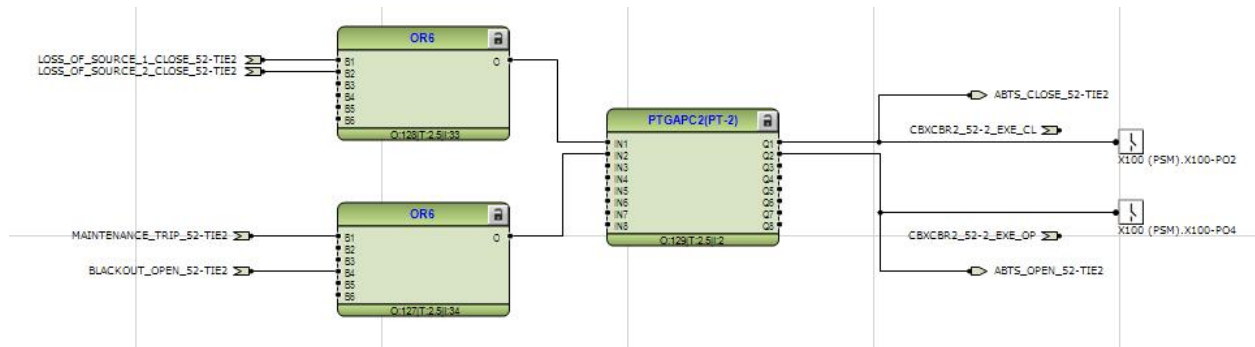 OR6
LOSS_OF_SOURCE_1_CLOSE_52-TIE2
LOSS_OF_SOURCE_2_CLOSE_52-TIE2
B1
B2
B3
B4
B5
B6
O
O:128|T:2.5|I:33
OR6
MAINTENANCE_TRIP_52-TIE2
BLACKOUT_OPEN_52-TIE2
B1
B2
B3
B4
B5
B6
O
O:127|T:2.5|I:34
PTGAPC2(PT-2)
IN1
IN2
IN3
IN4
IN5
IN6
IN7
IN8
Q1
Q2
Q3
Q4
Q5
Q6
Q7
Q8
O:129|T:2.5|I:2
ABTS_CLOSE_52-TIE2
CBXCBR2_52-2_EXE_CL
X100 (PSM).X100-PO2
X100 (PSM).X100-PO4
CBXCBR2_52-2_EXE_OP
ABTS_OPEN_52-TIE2